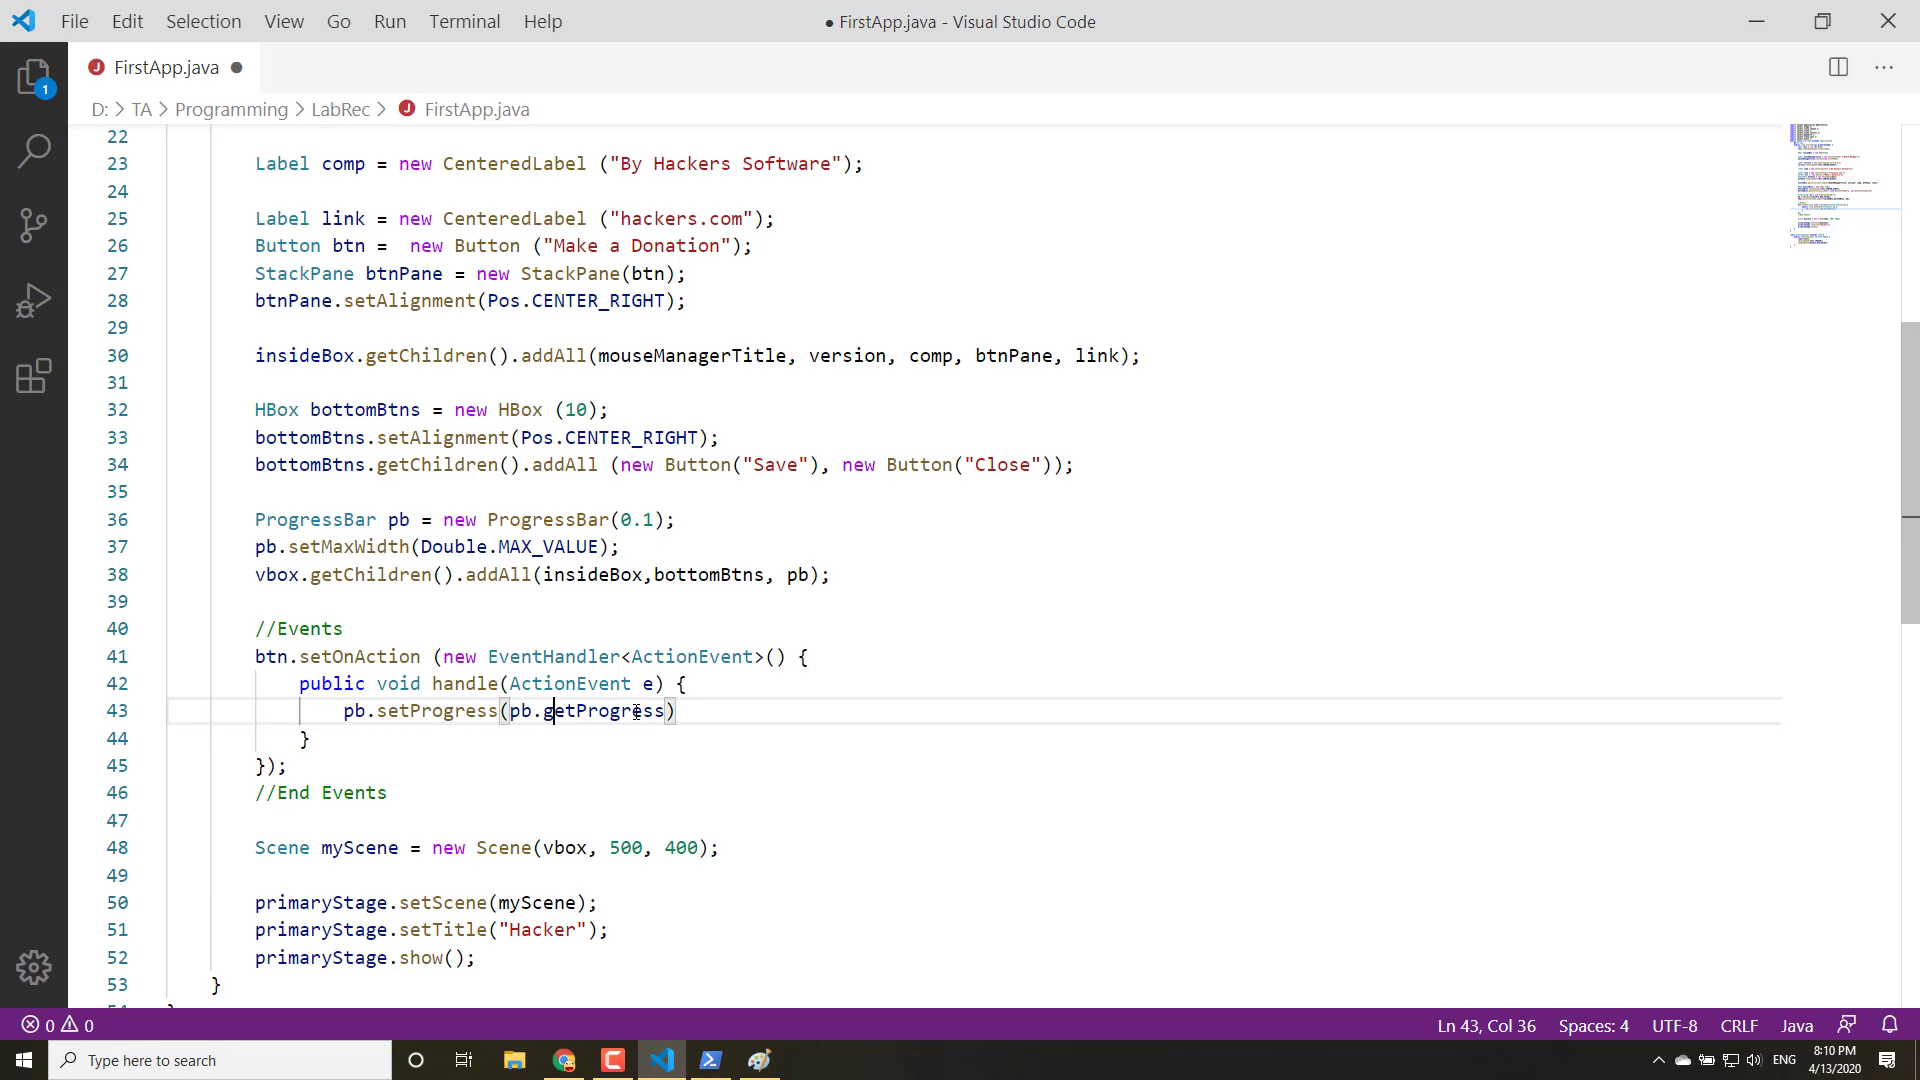 File Edit Selection View Go Run Terminal Help
● FirstApp.java - Visual Studio Code
J FirstApp.java ●
1
D: > TA > Programming > LabRec > J FirstApp.java
22
23 Label comp = new CenteredLabel ("By Hackers Software");
24
25 Label link = new CenteredLabel ("hackers.com");
26 Button btn =  new Button ("Make a Donation");
27 StackPane btnPane = new StackPane(btn);
28 btnPane.setAlignment(Pos.CENTER_RIGHT);
29
30 insideBox.getChildren().addAll(mouseManagerTitle, version, comp, btnPane, link);
31
32 HBox bottomBtns = new HBox (10);
33 bottomBtns.setAlignment(Pos.CENTER_RIGHT);
34 bottomBtns.getChildren().addAll (new Button("Save"), new Button("Close"));
35
36 ProgressBar pb = new ProgressBar(0.1);
37 pb.setMaxWidth(Double.MAX_VALUE);
38 vbox.getChildren().addAll(insideBox,bottomBtns, pb);
39
40 //Events
41 btn.setOnAction (new EventHandler<ActionEvent>() {
42 public void handle(ActionEvent e) {
43 pb.setProgress(pb.getProgress)
44 }
45 });
46 //End Events
47
48 Scene myScene = new Scene(vbox, 500, 400);
49
50 primaryStage.setScene(myScene);
51 primaryStage.setTitle("Hacker");
52 primaryStage.show();
53 }
0 0 Ln 43, Col 36 Spaces: 4 UTF-8 CRLF Java
Type here to search
ENG
8:10 PM
4/13/2020